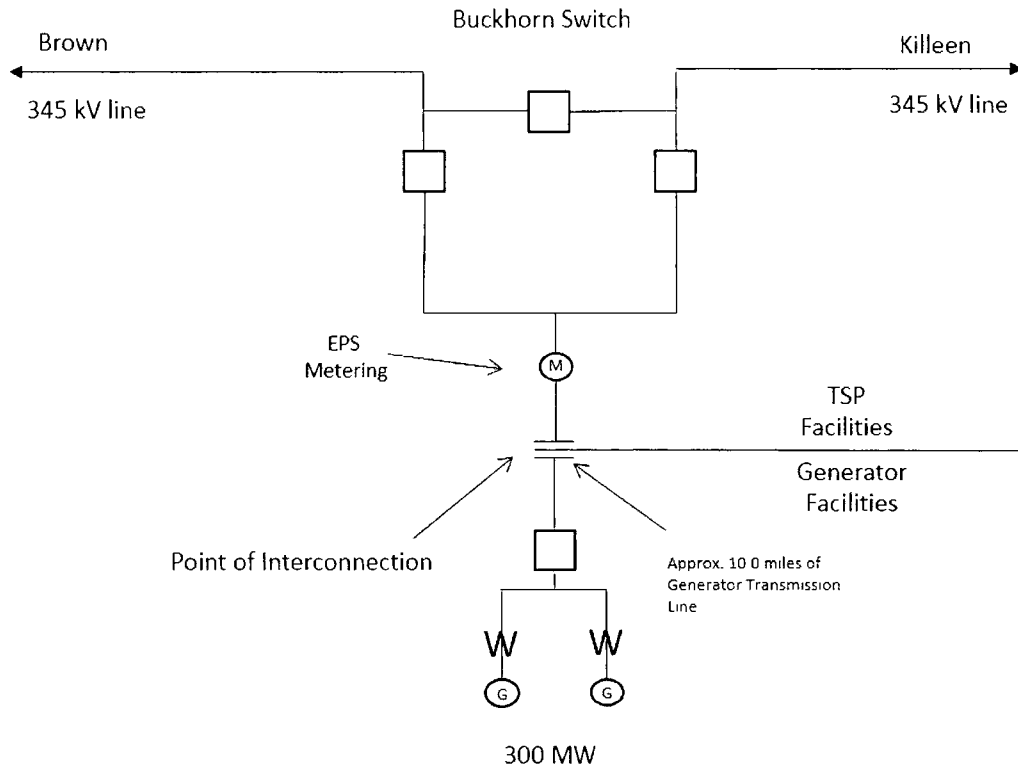 Buckhorn Switch
Brown
Killeen
345 kV line
345 kV line
EPS
Metering
M
TSP
Facilities
Generator
Facilities
Point of Interconnection
Approx. 10 0 miles of
Generator Transmission
Line
W
W
G
G
300 MW